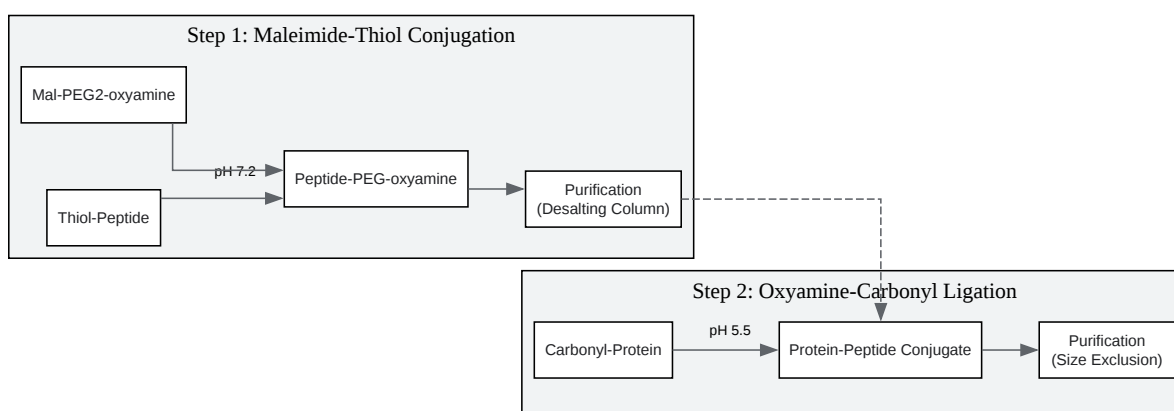 Step 1: Maleimide-Thiol Conjugation
Mal-PEG2-oxyamine
pH 7.2
Peptide-PEG-oxyamine
Thiol-Peptide
Purification
(Desalting Column)
Step 2: Oxyamine-Carbonyl Ligation
Carbonyl-Protein
pH 5.5
Protein-Peptide Conjugate
Purification
(Size Exclusion)